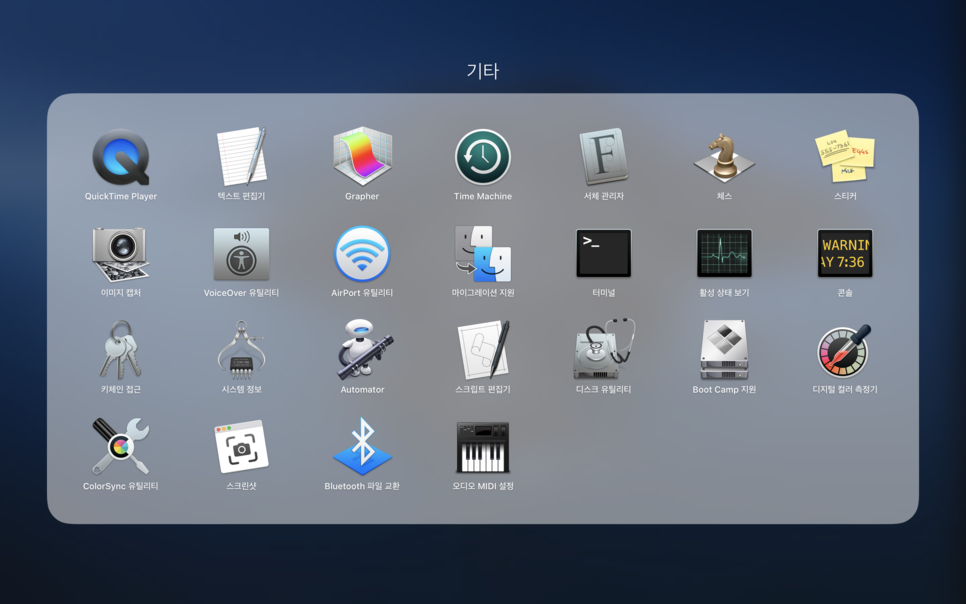 기타
QuickTime Player
텍스트 편집기
Grapher
Time Machine
서체 관리자
체스
스티커
이미지 캡처
VoiceOver 유틸리티
AirPort 유틸리티
마이그레이션 지원
터미널
활성 상태 보기
콘솔
키체인 접근
시스템 정보
Automator
스크립트 편집기
디스크 유틸리티
Boot Camp 지원
디지털 컬러 측정기
ColorSync 유틸리티
스크린샷
Bluetooth 파일 교환
오디오 MIDI 설정
F
>_
WARNIN
AY 7:36
EGGS
MILK